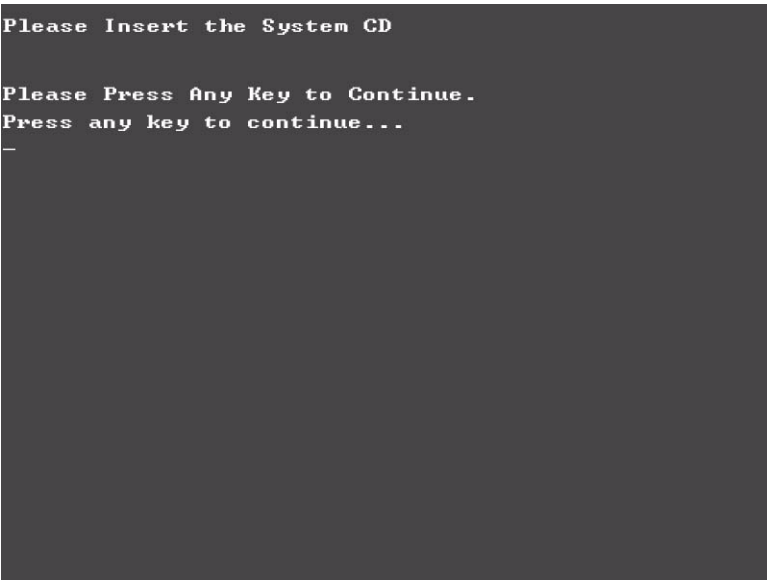 Please Insert the System CD
Please Press Any Key to Continue.
Press any key to continue...
_